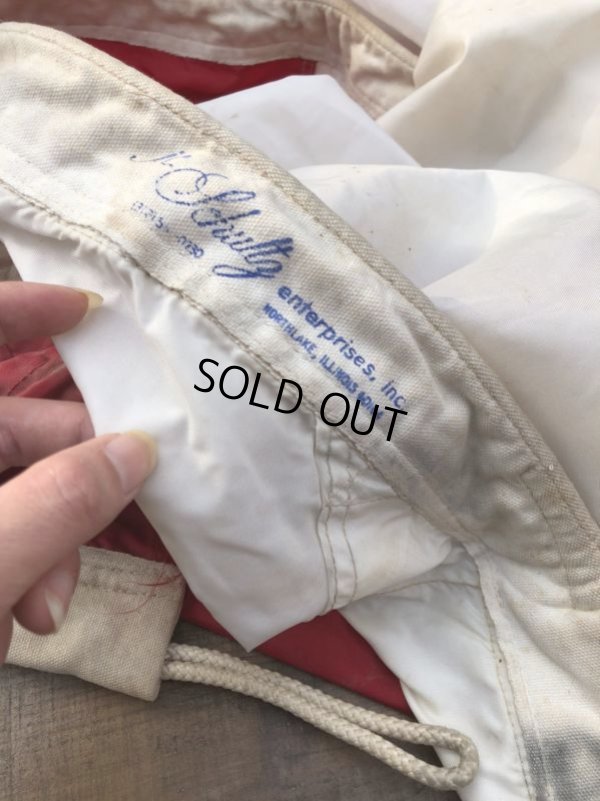 Schultz
enterprises, inc.
NORTHLAKE, ILLINOIS
SOLD OUT